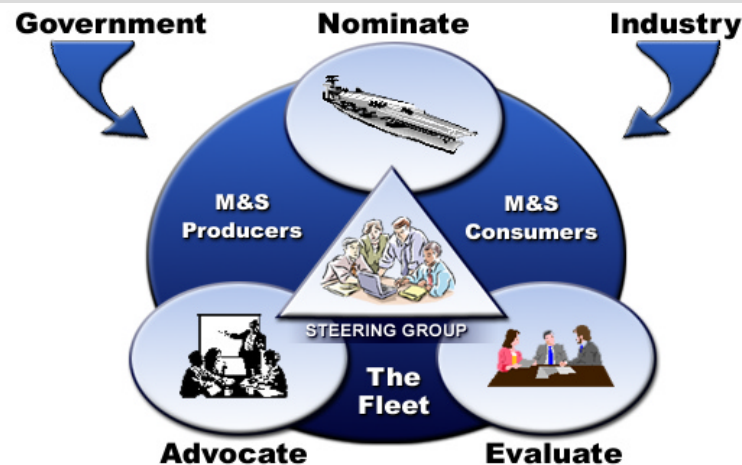 Government
Nominate
Industry
M&S
Producers
M&S
Consumers
STEERING GROUP
The
Fleet
Advocate
Evaluate